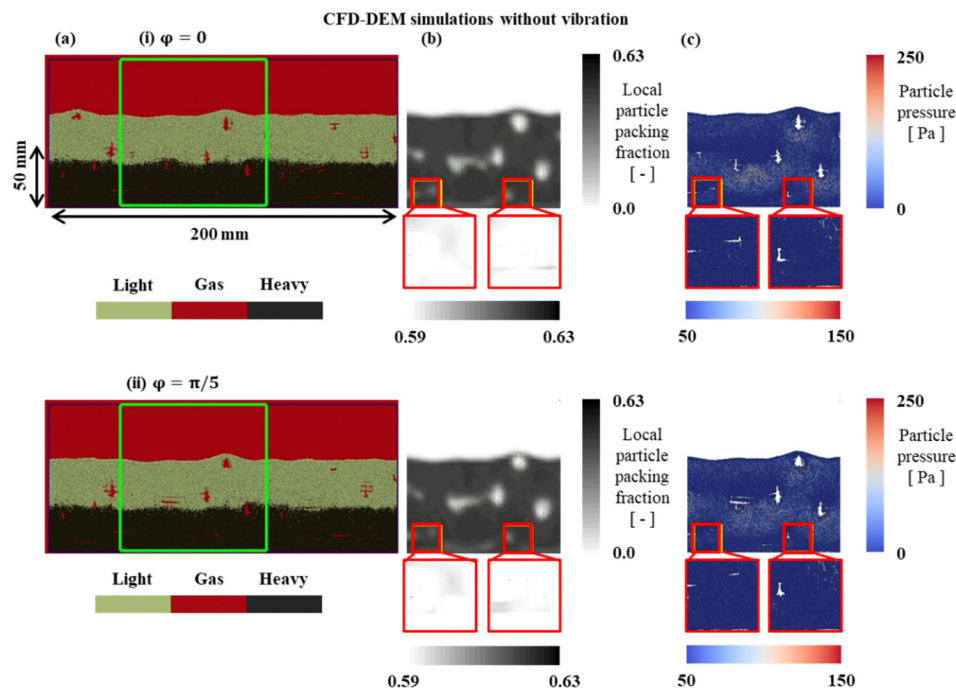 CFD-DEM simulations without vibration
(a)
(i) φ = 0
(b)
(c)
50 mm
200 mm
Light Gas Heavy
0.63
Local
particle
packing
fraction
[ - ]
0.0
0.59 0.63
250
Particle
pressure
[ Pa ]
0
50 150
(ii) φ = π/5
Light Gas Heavy
0.63
Local
particle
packing
fraction
[ - ]
0.0
0.59 0.63
250
Particle
pressure
[ Pa ]
0
50 150